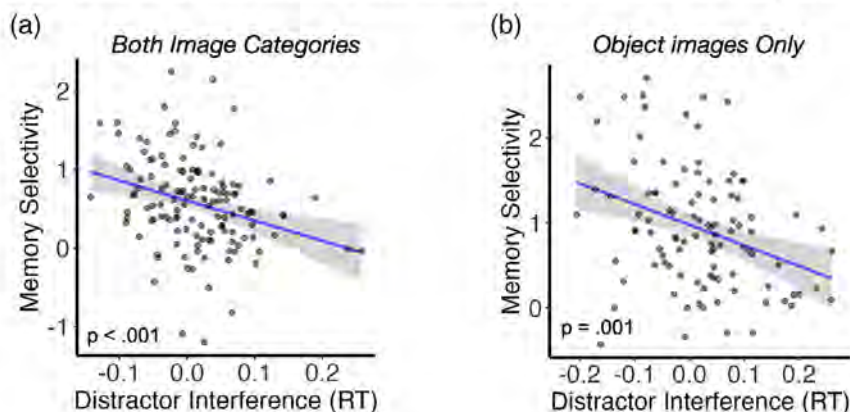 (a)
Both Image Categories
Memory Selectivity
2
1
0
-1
p < .001
-0.1 0.0 0.1 0.2
Distractor Interference (RT)
(b)
Object images Only
Memory Selectivity
2
1
0
p = .001
-0.2 -0.1 0.0 0.1 0.2
Distractor Interference (RT)